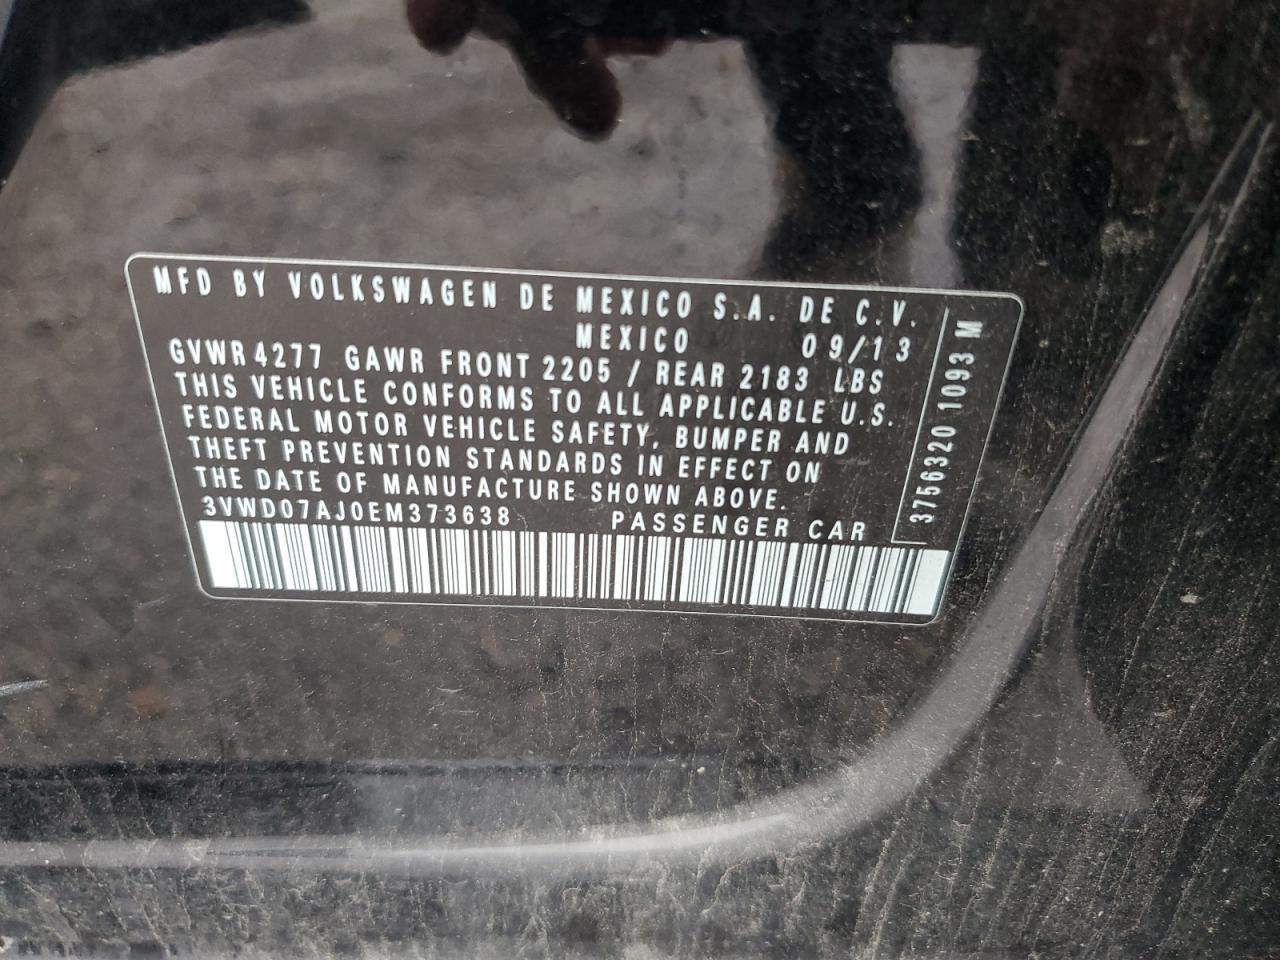 MFD BY VOLKSWAGEN DE MEXICO S.A. DE C.V.
MEXICO 09/13
GVWR 4277 GAWR FRONT 2205 / REAR 2183 LBS
THIS VEHICLE CONFORMS TO ALL APPLICABLE U.S.
FEDERAL MOTOR VEHICLE SAFETY, BUMPER AND
THEFT PREVENTION STANDARDS IN EFFECT ON
THE DATE OF MANUFACTURE SHOWN ABOVE.
3VWD07AJ0EM373638 PASSENGER CAR
3756320 1093 M